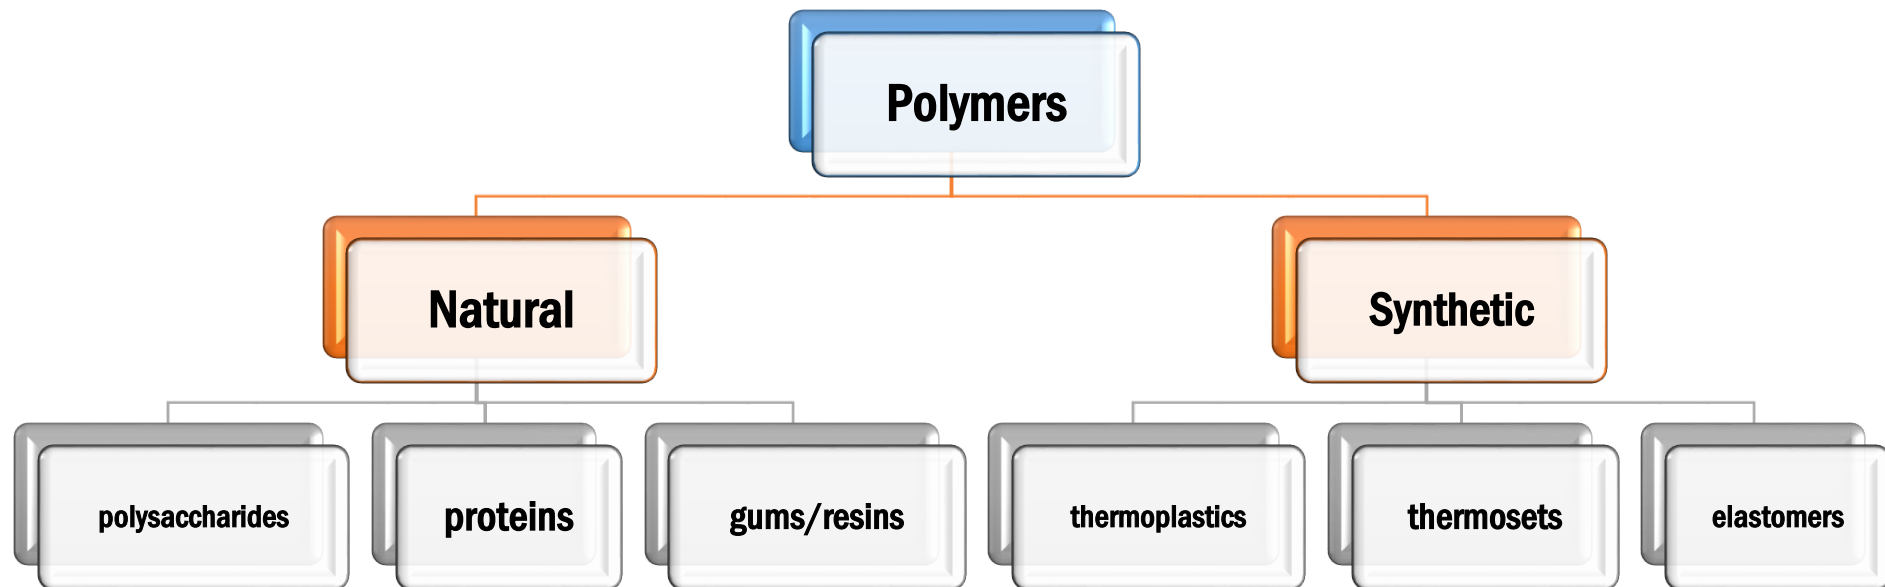 Polymers
Natural
Synthetic
polysaccharides
proteins
gums/resins
thermoplastics
thermosets
elastomers